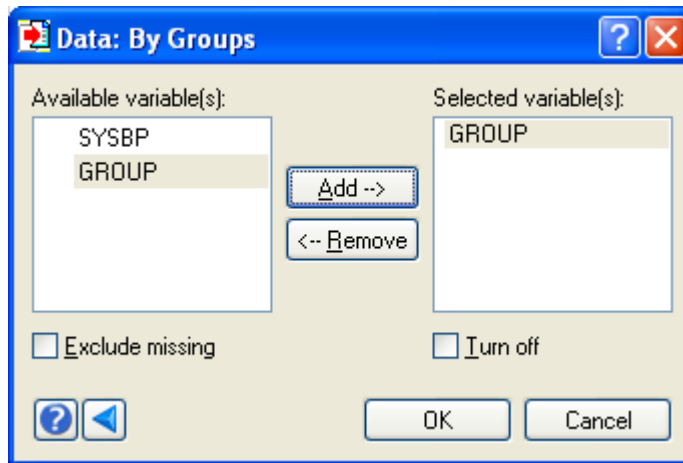 Data: By Groups
Available variable(s):
Selected variable(s):
SYSBP
GROUP
GROUP
Add -->
<-- Remove
Exclude missing
Turn off
OK
Cancel